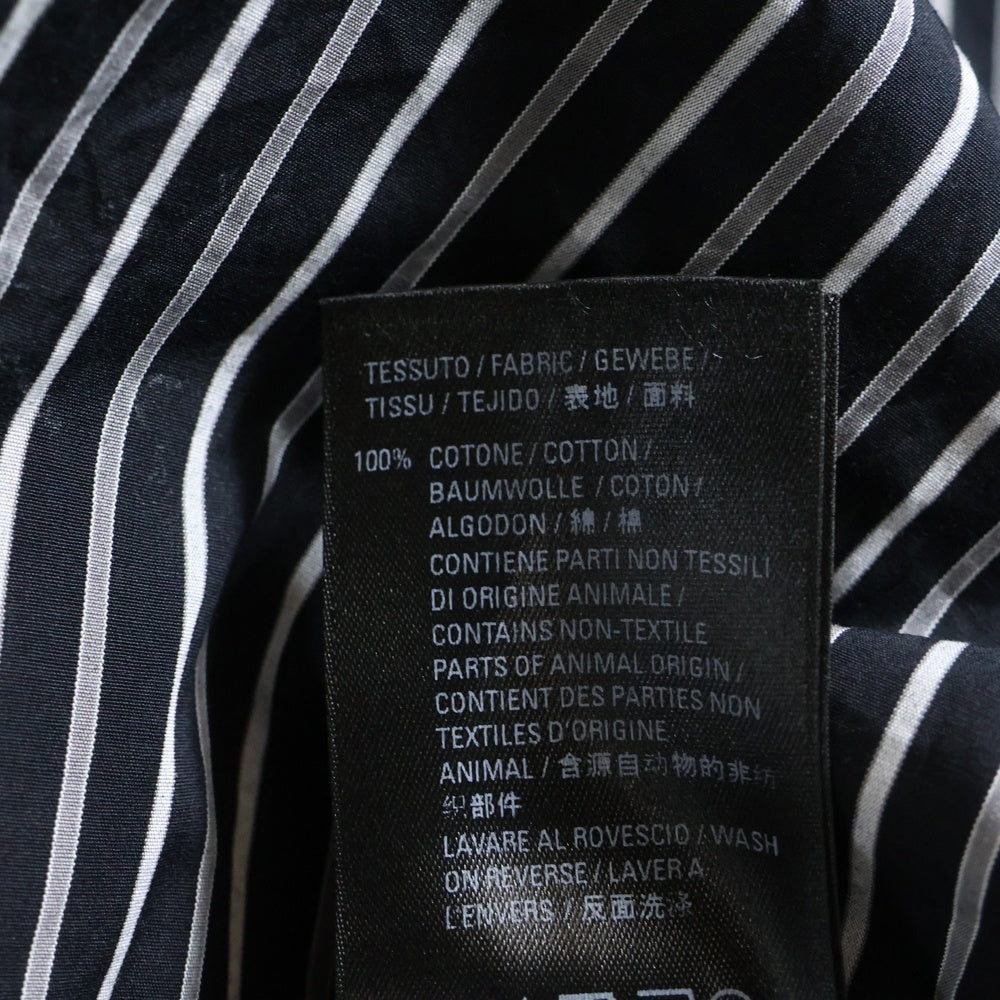 TESSUTO / FABRIC / GEWEBE /
TISSU / TEJIDO / 表地 / 面料
100% COTONE / COTTON /
BAUMWOLLE / COTON /
ALGODON / 綿 / 棉
CONTIENE PARTI NON TESSILI
DI ORIGINE ANIMALE /
CONTAINS NON-TEXTILE
PARTS OF ANIMAL ORIGIN /
CONTIENT DES PARTIES NON
TEXTILES D'ORIGINE
ANIMAL / 含源自动物的非纺
织部件
LAVARE AL ROVESCIO / WASH
ON REVERSE / LAVER A
L'ENVERS / 反面洗涤